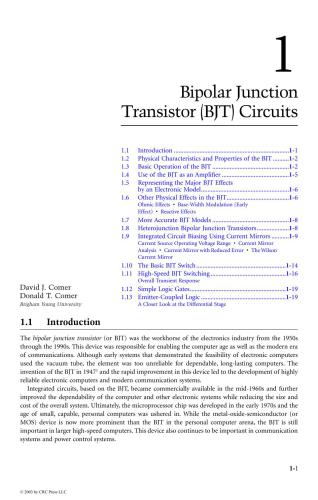 1
Bipolar Junction
Transistor (BJT) Circuits
1.1 Introduction ................................................................1-1
1.2 Physical Characteristics and Properties of the BJT ..........1-2
1.3 Basic Operation of the BJT ............................................1-2
1.4 Use of the BJT as an Amplifier ......................................1-5
1.5 Representing the Major BJT Effects
by an Electronic Model..................................................1-6
1.6 Other Physical Effects in the BJT....................................1-6
Ohmic Effects • Base-Width Modulation (Early
Effect) • Reactive Effects
1.7 More Accurate BJT Models ............................................1-8
1.8 Heterojunction Bipolar Junction Transistors....................1-8
1.9 Integrated Circuit Biasing Using Current Mirrors ............1-9
Current Source Operating Voltage Range • Current Mirror
Analysis • Current Mirror with Reduced Error • The Wilson
Current Mirror
1.10 The Basic BJT Switch....................................................1-14
1.11 High-Speed BJT Switching............................................1-16
Overall Transient Response
1.12 Simple Logic Gates........................................................1-19
1.13 Emitter-Coupled Logic ..................................................1-19
A Closer Look at the Differential Stage
David J. Comer
Donald T. Comer
Brigham Young University
1.1 Introduction
The bipolar junction transistor (or BJT) was the workhorse of the electronics industry from the 1950s
through the 1990s. This device was responsible for enabling the computer age as well as the modern era
of communications. Although early systems that demonstrated the feasibility of electronic computers
used the vacuum tube, the element was too unreliable for dependable, long-lasting computers. The
invention of the BJT in 1947¹ and the rapid improvement in this device led to the development of highly
reliable electronic computers and modern communication systems.
Integrated circuits, based on the BJT, became commercially available in the mid-1960s and further
improved the dependability of the computer and other electronic systems while reducing the size and
cost of the overall system. Ultimately, the microprocessor chip was developed in the early 1970s and the
age of small, capable, personal computers was ushered in. While the metal-oxide-semiconductor (or
MOS) device is now more prominent than the BJT in the personal computer arena, the BJT is still
important in larger high-speed computers. This device also continues to be important in communication
systems and power control systems.
1-1
© 2003 by CRC Press LLC